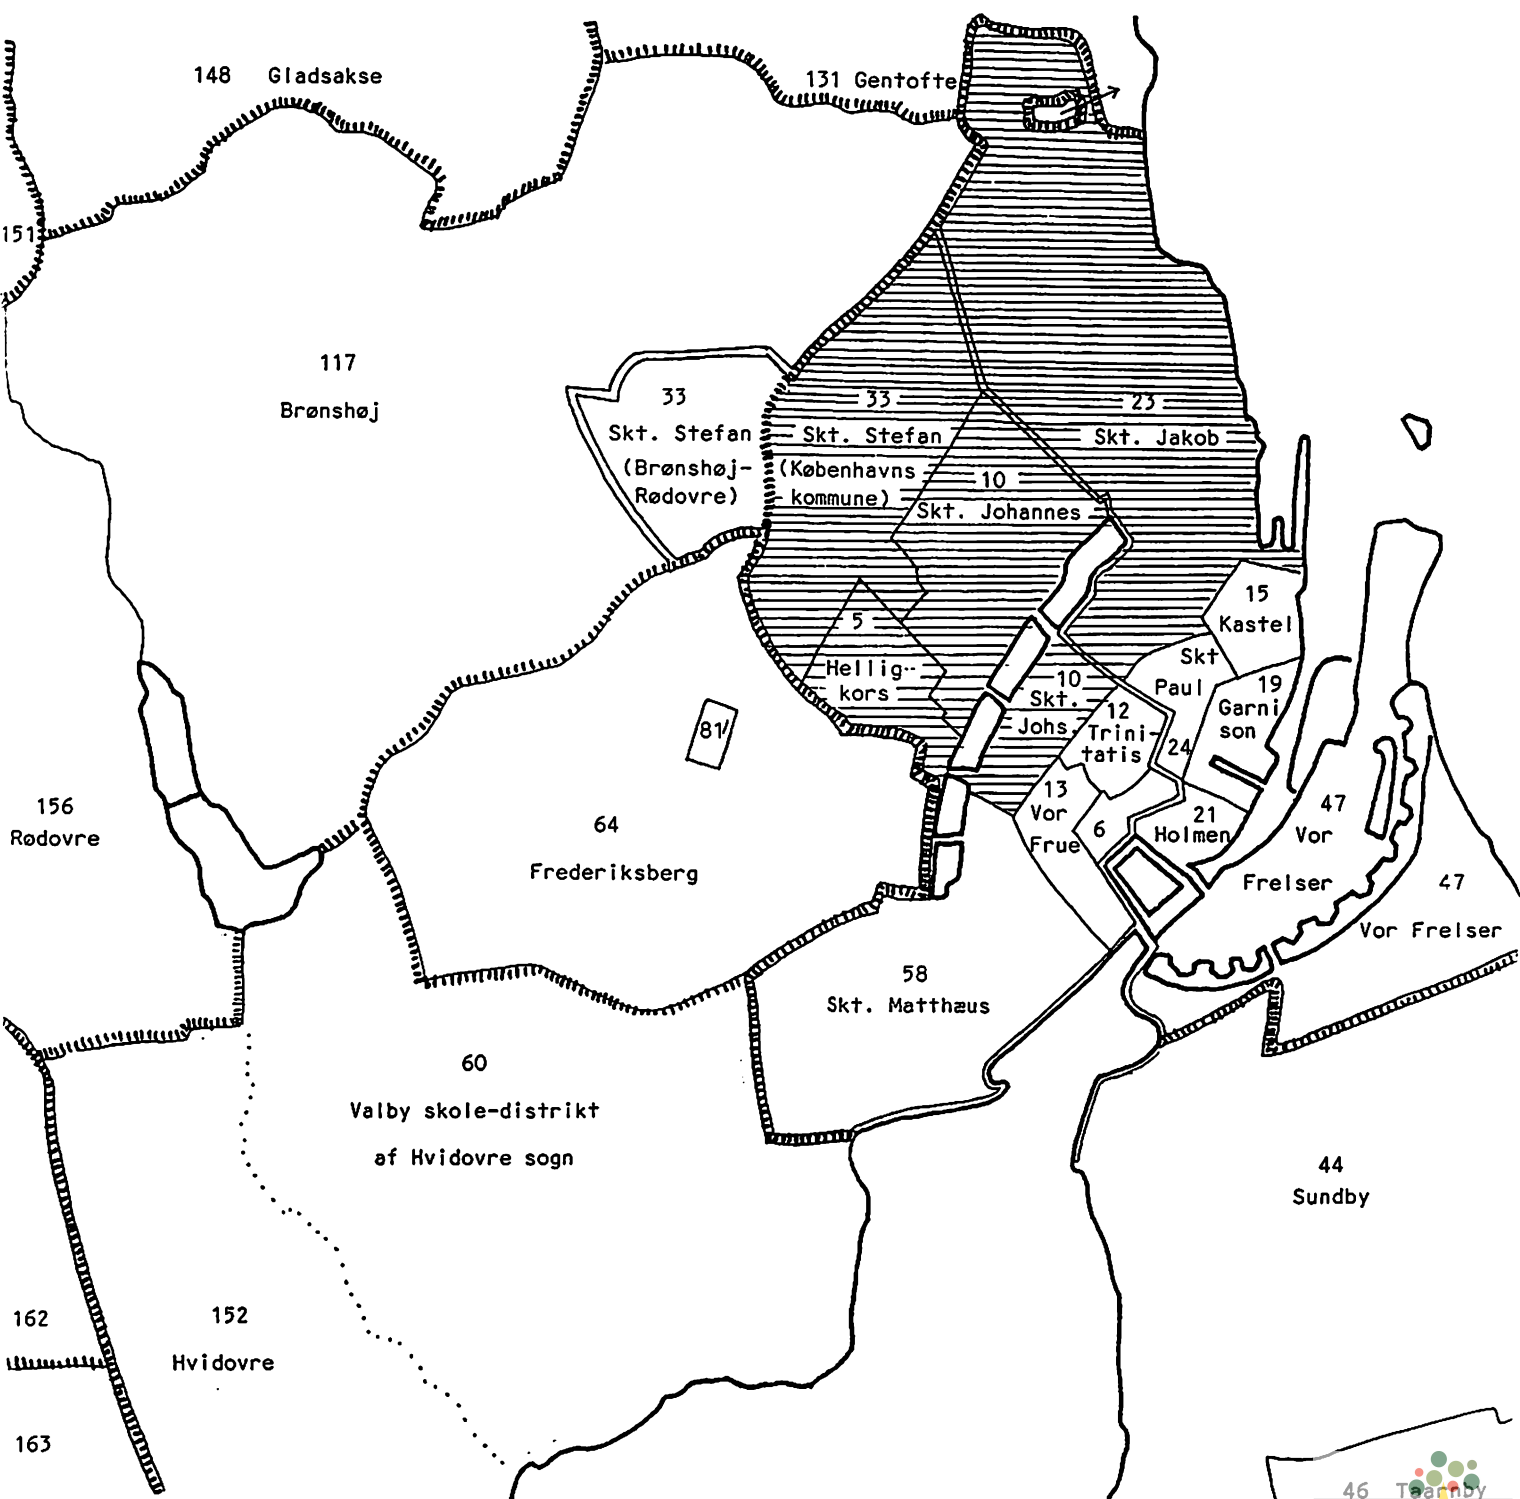 148 Gladsakse
131 Gentofte
151
117
Brønshøj
33
Skt. Stefan
(Brønshøj-
Rødovre)
33
Skt. Stefan
(Københavns
kommune)
23
Skt. Jakob
10
Skt. Johannes
15
Kastel
5
Hellig-
kors
10
Skt.
Johs.
Skt
Paul
24
19
Garni
son
12
Trini-
tatis
81
13
Vor
Frue
6
21
Holmen
47
Vor
Frelser
47
Vor Frelser
156
Rødovre
64
Frederiksberg
58
Skt. Matthæus
60
Valby skole-distrikt
af Hvidovre sogn
44
Sundby
162
152
Hvidovre
163
46 Taarnby